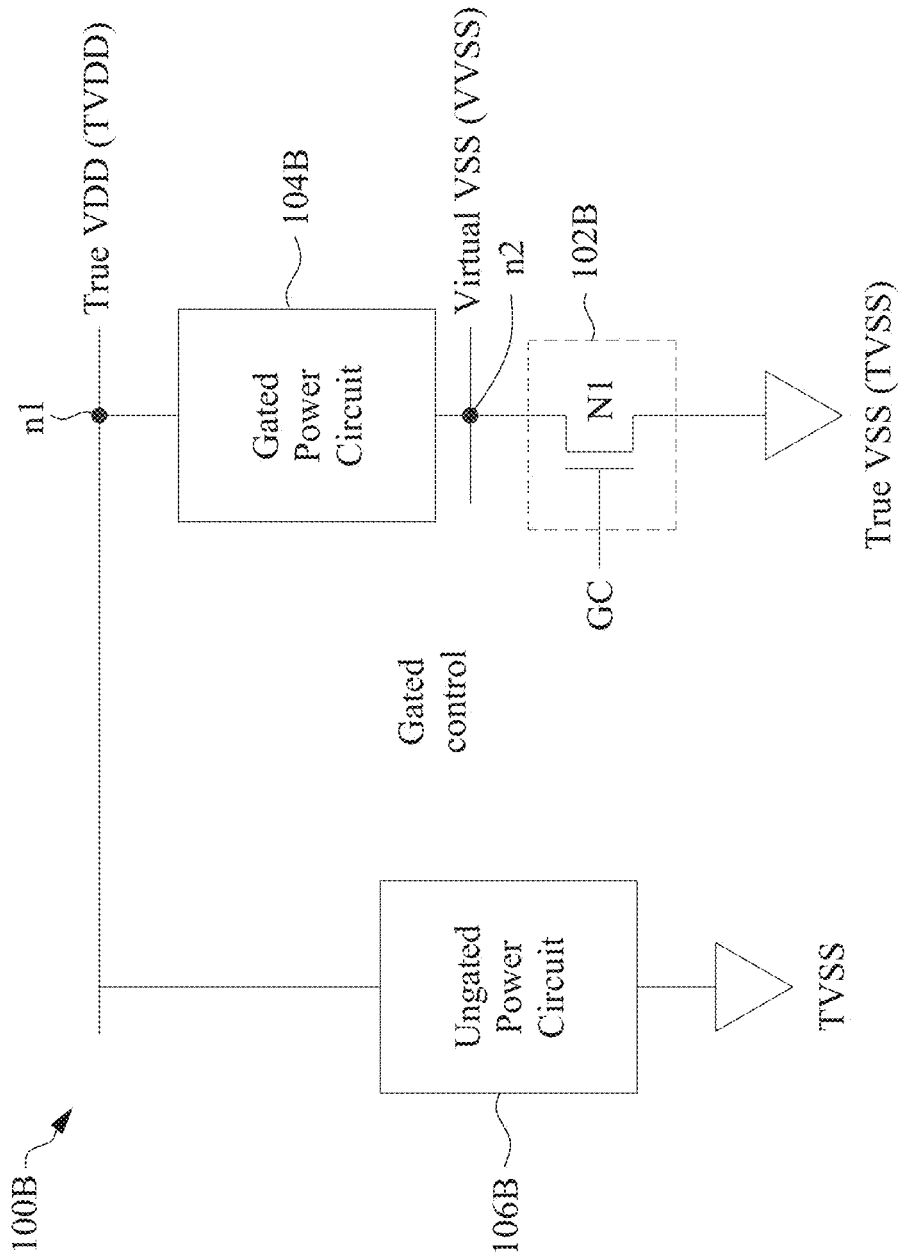 100B
n1
True VDD (TVDD)
Gated
Power
Circuit
104B
Virtual VSS (VVSS)
n2
Gated
control
GC
N1
102B
True VSS (TVSS)
Ungated
Power
Circuit
106B
TVSS